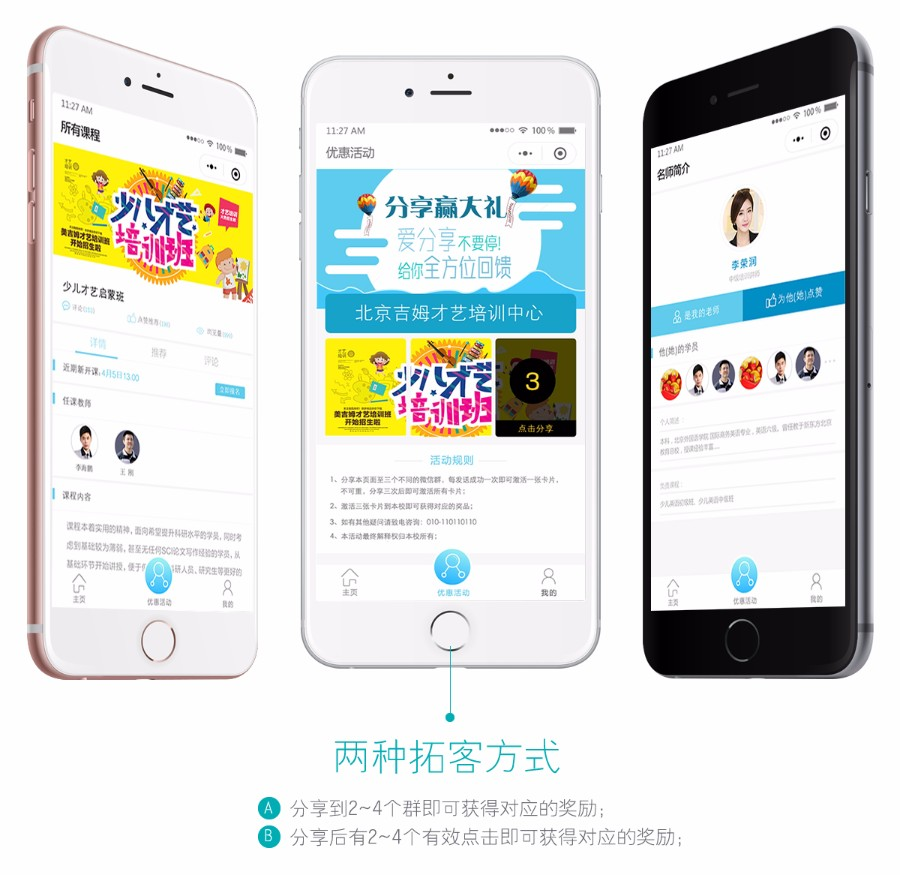 11:27 AM
100%
所有课程
少儿才艺
培训班
美吉姆才艺培训班
开始招生啦
少儿才艺启蒙班
详情
推荐
评论
近期新开课:4月5日13:00
立即报名
任课教师
李海鹏
王 刚
课程内容
课程本着实用的精神，面向希望提升科研水平的学员，同时考
虑到基础较为薄弱，甚至无任何SCI论文写作经验的学员，从
主页
优惠活动
我的
11:27 AM
100%
优惠活动
分享赢大礼
爱分享不要停!
给你全方位回馈
北京吉姆才艺培训中心
少儿才艺
培训班
美吉姆才艺培训班
开始招生啦
3
点击分享
活动规则
1、分享本页面至三个不同的微信群，每发送成功一次即可激活一张卡片，
不可重，分享三次后即可激活所有卡片；
2、激活三张卡片到本校即可获得对应的奖品；
3、如有其他疑问请致电咨询：010-110110110
4、本活动最终解释权归本校所有；
主页
优惠活动
我的
11:27 AM
100%
名师简介
李荣润
是我的老师
为他(她)点赞
他(她)的学员
主页
优惠活动
我的
两种拓客方式
A 分享到2~4个群即可获得对应的奖励；
B 分享后有2~4个有效点击即可获得对应的奖励；